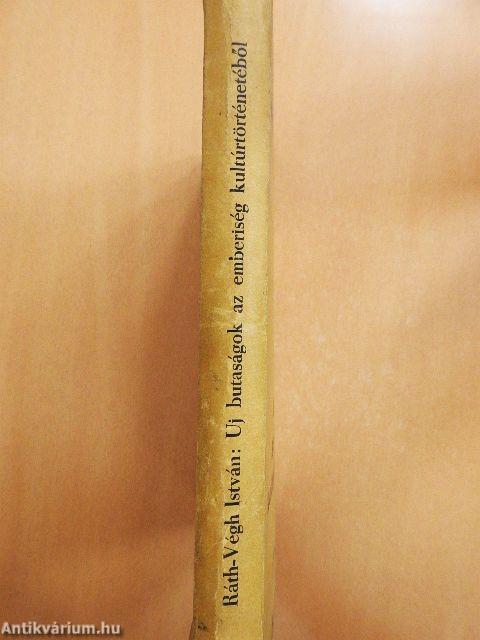 Ráth-Végh István: Uj butaságok az emberiség kultúrtörténetéből
Antikvárium.hu